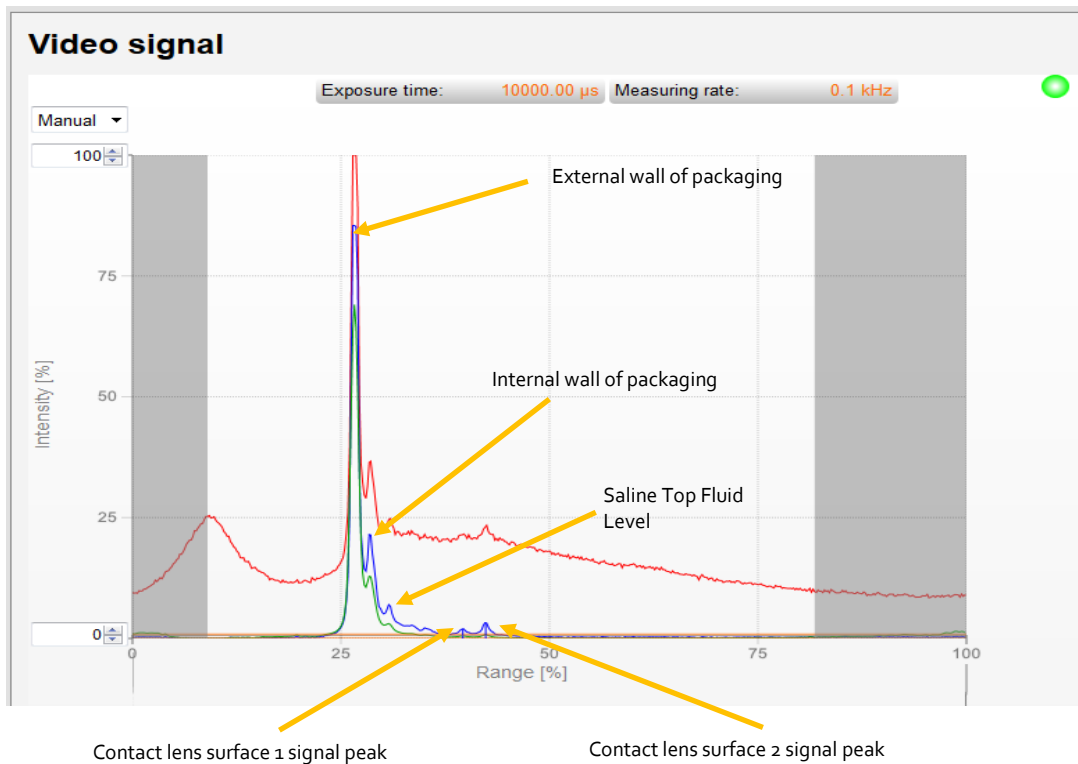 Video signal
Exposure time: 10000.00 µs Measuring rate: 0.1 kHz
Manual
100
External wall of packaging
75
Internal wall of packaging
50
Intensity [%]
Saline Top Fluid
Level
25
0
0 25 50 75 100
Range [%]
Contact lens surface 1 signal peak
Contact lens surface 2 signal peak